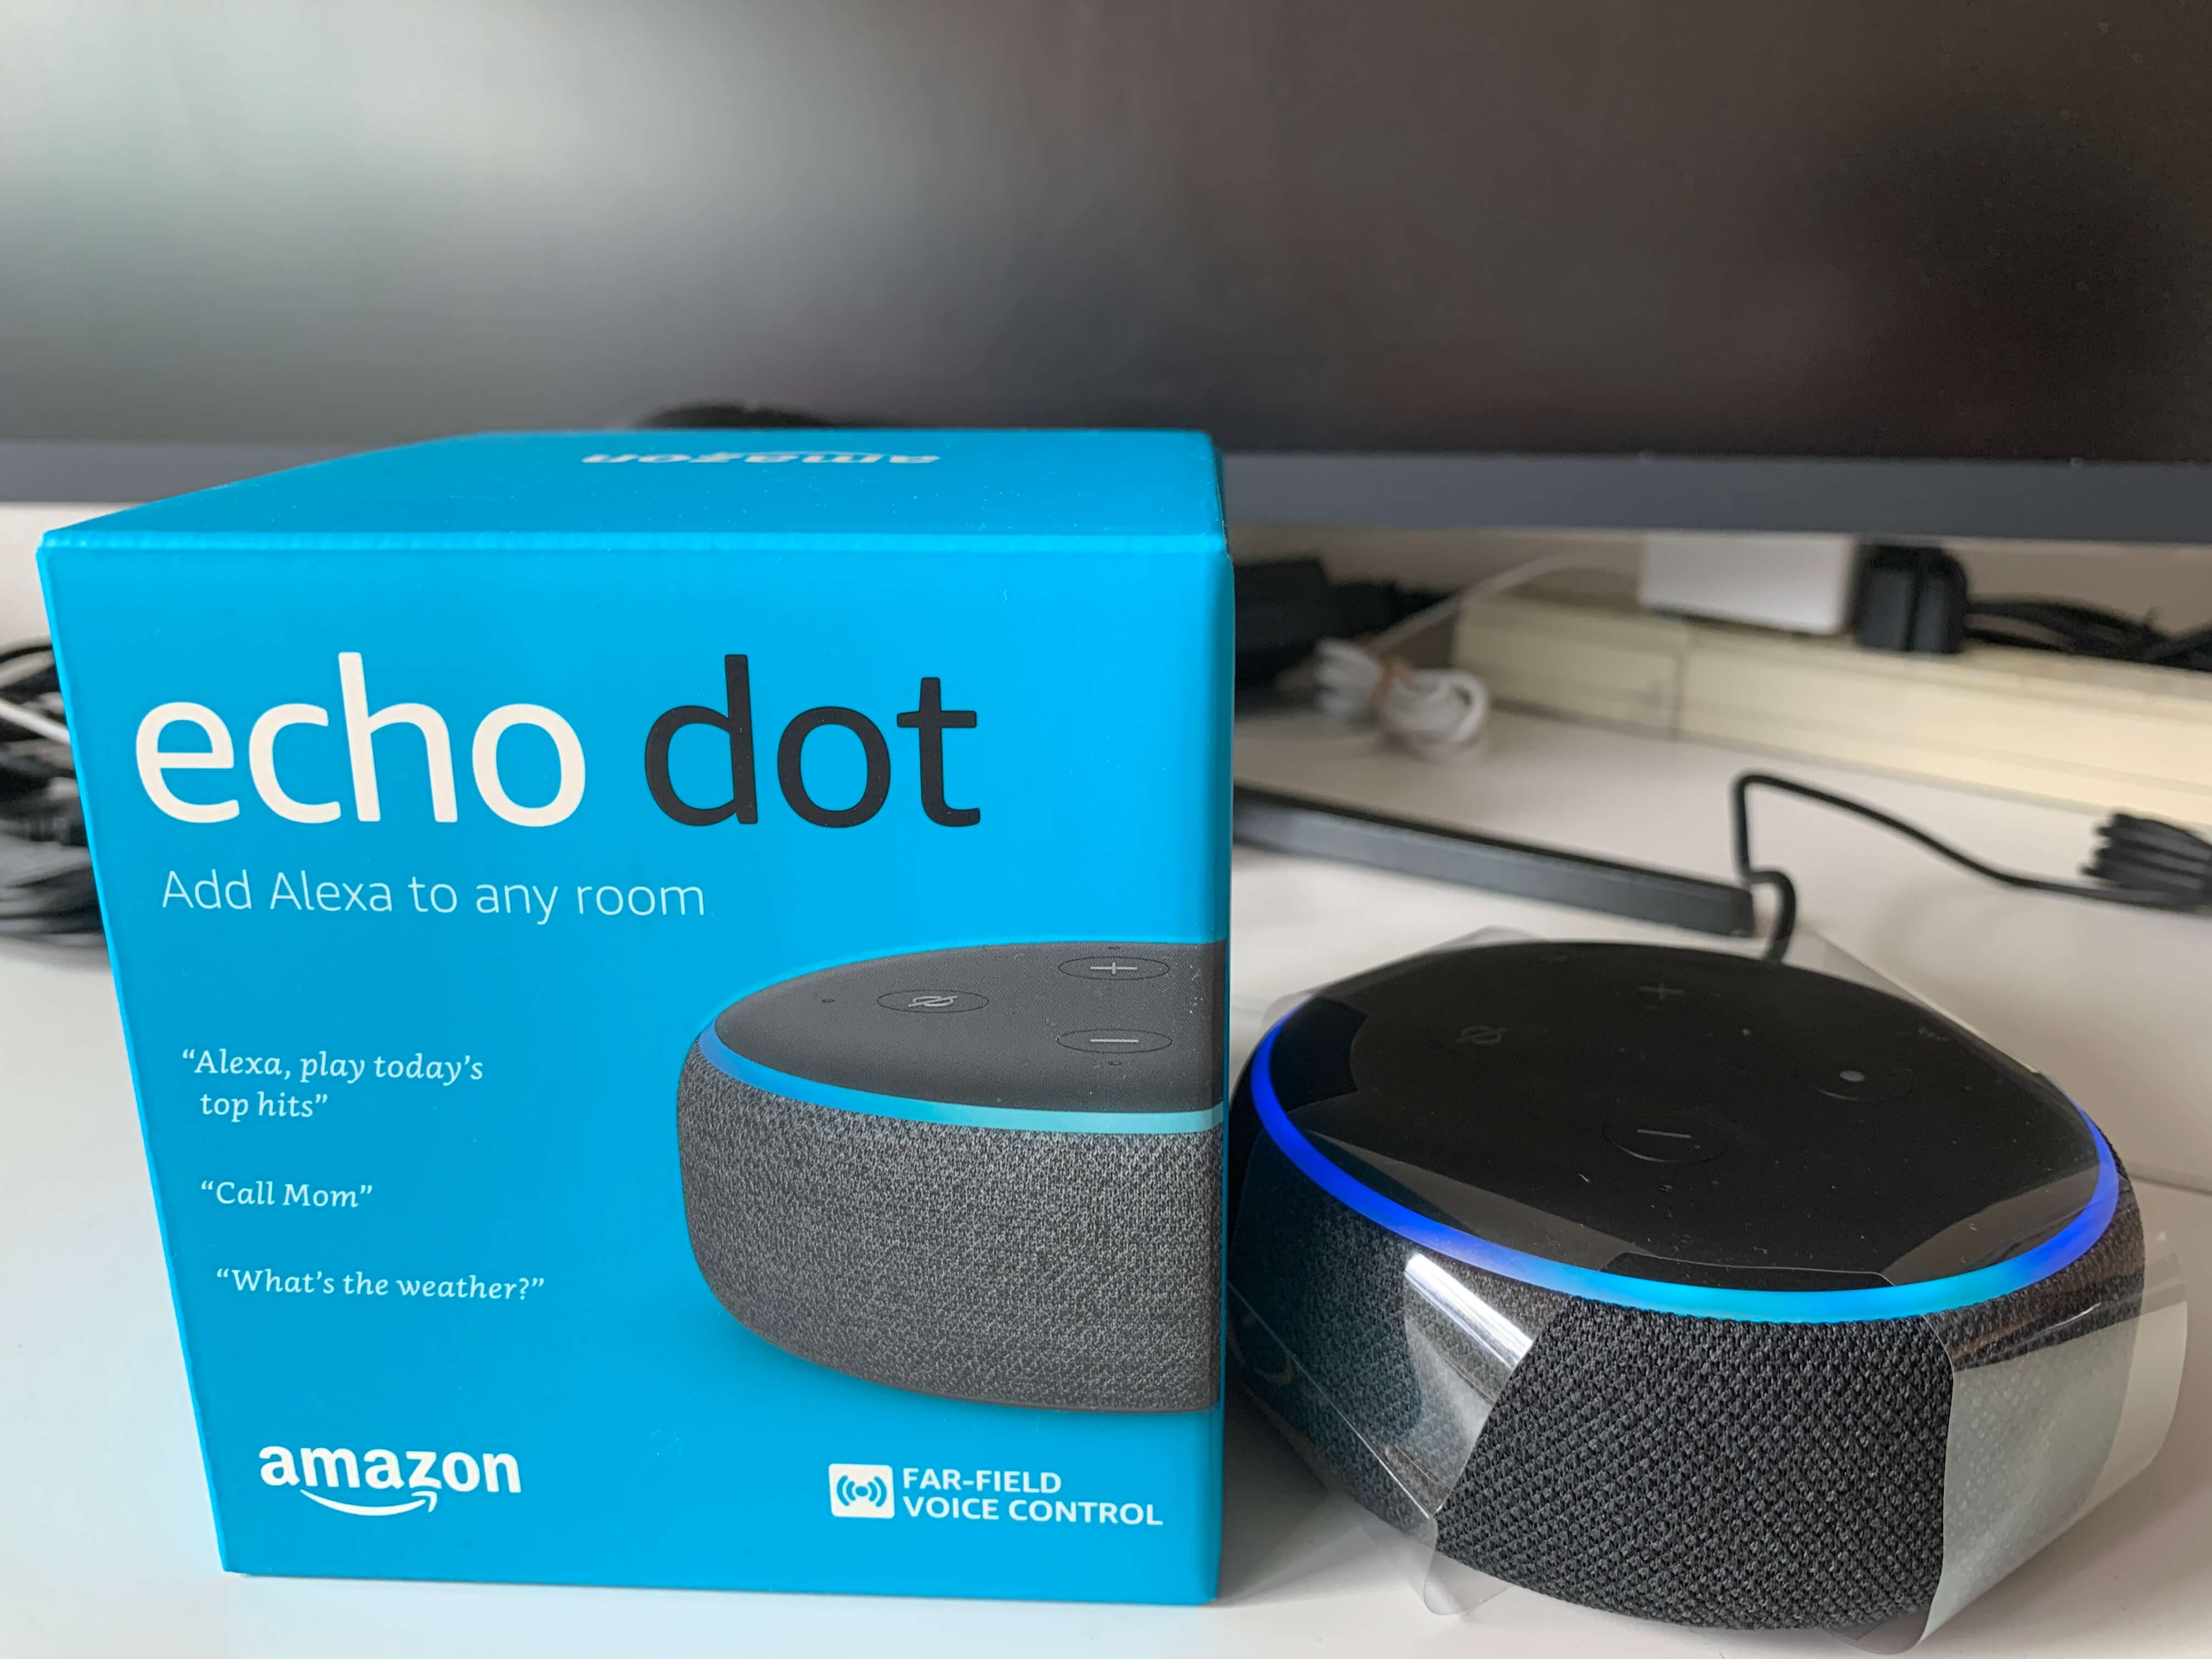 amazon
echo dot
Add Alexa to any room
“Alexa, play today’s
top hits”
“Call Mom”
“What’s the weather?”
amazon
FAR-FIELD
VOICE CONTROL